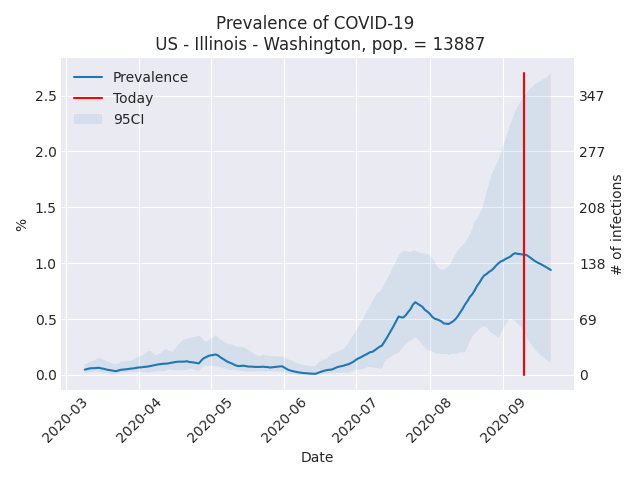 Prevalence of COVID-19
US - Illinois - Washington, pop. = 13887
Prevalence
Today
95CI
%
2.5
2.0
1.5
1.0
0.5
0.0
347
277
208
138
69
0
# of infections
2020-03
2020-04
2020-05
2020-06
2020-07
2020-08
2020-09
Date